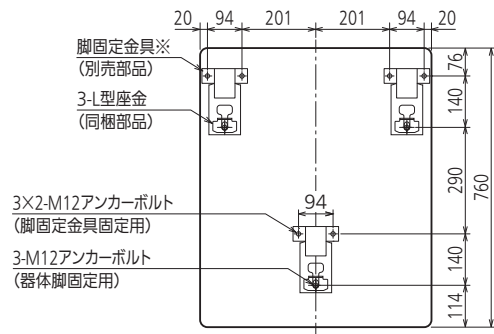 20 94 201 201 94 20
脚固定金具※
(別売部品)
3-L型座金
(同梱部品)
76
140
290
760
3×2-M12アンカーボルト
(脚固定金具固定用)
94
3-M12アンカーボルト
(器体脚固定用)
140
114